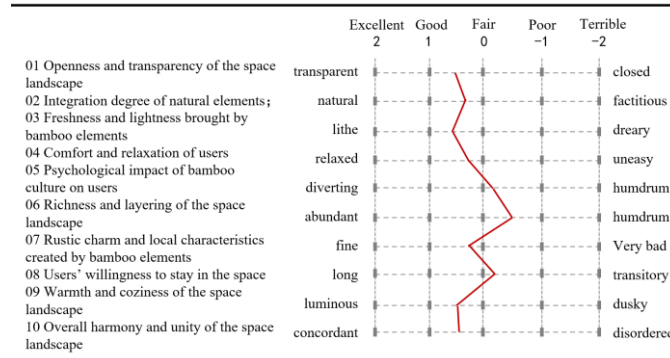 Excellent Good Fair Poor Terrible
2 1 0 -1 -2
01 Openness and transparency of the space
landscape
transparent closed
02 Integration degree of natural elements;
natural factitious
03 Freshness and lightness brought by
bamboo elements
lithe dreary
04 Comfort and relaxation of users
relaxed uneasy
05 Psychological impact of bamboo
culture on users
diverting humdrum
06 Richness and layering of the space
landscape
abundant humdrum
07 Rustic charm and local characteristics
created by bamboo elements
fine Very bad
08 Users' willingness to stay in the space
long transitory
09 Warmth and coziness of the space
landscape
luminous dusky
10 Overall harmony and unity of the space
landscape
concordant disordered